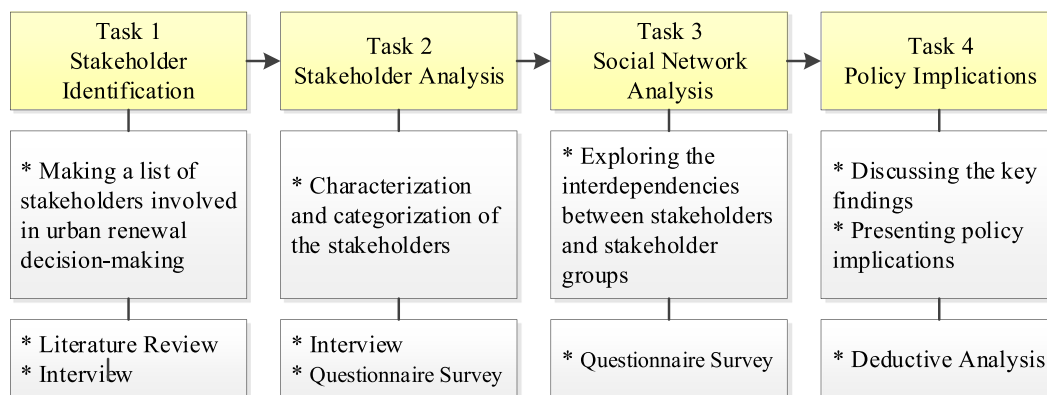 Task 1
Stakeholder
Identification
Task 2
Stakeholder Analysis
Task 3
Social Network
Analysis
Task 4
Policy Implications
* Making a list of
stakeholders involved
in urban renewal
decision-making
* Characterization
and categorization of
the stakeholders
* Exploring the
interdependencies
between stakeholders
and stakeholder
groups
* Discussing the key
findings
* Presenting policy
implications
* Literature Review
* Interview
* Interview
* Questionnaire Survey
* Questionnaire Survey
* Deductive Analysis